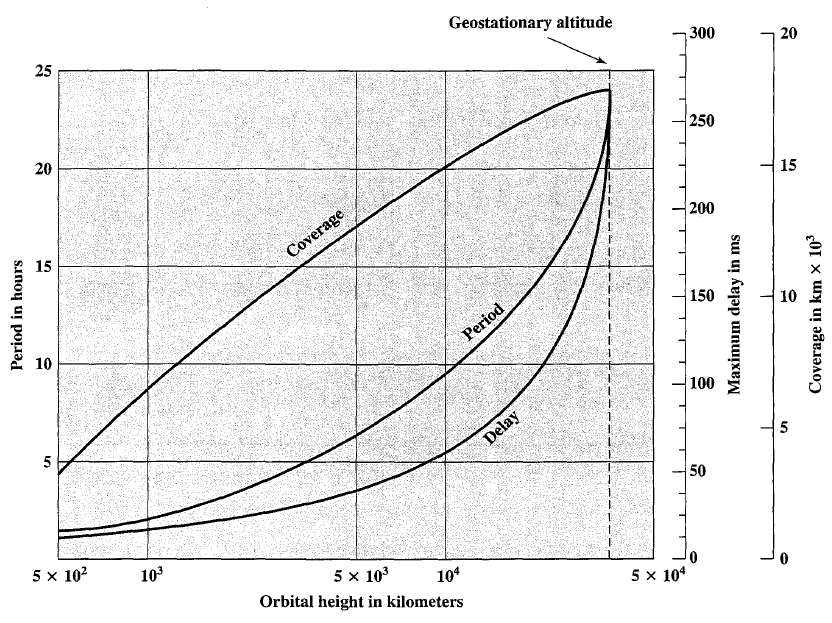 Geostationary altitude
300
20
25
250
20
15
200
Coverage
15
Period in hours
150
10
Maximum delay in ms
Coverage in km × 10³
Period
10
100
Delay
5
5
50
0
0
5 × 10² 10³ 5 × 10³ 10⁴ 5 × 10⁴
Orbital height in kilometers